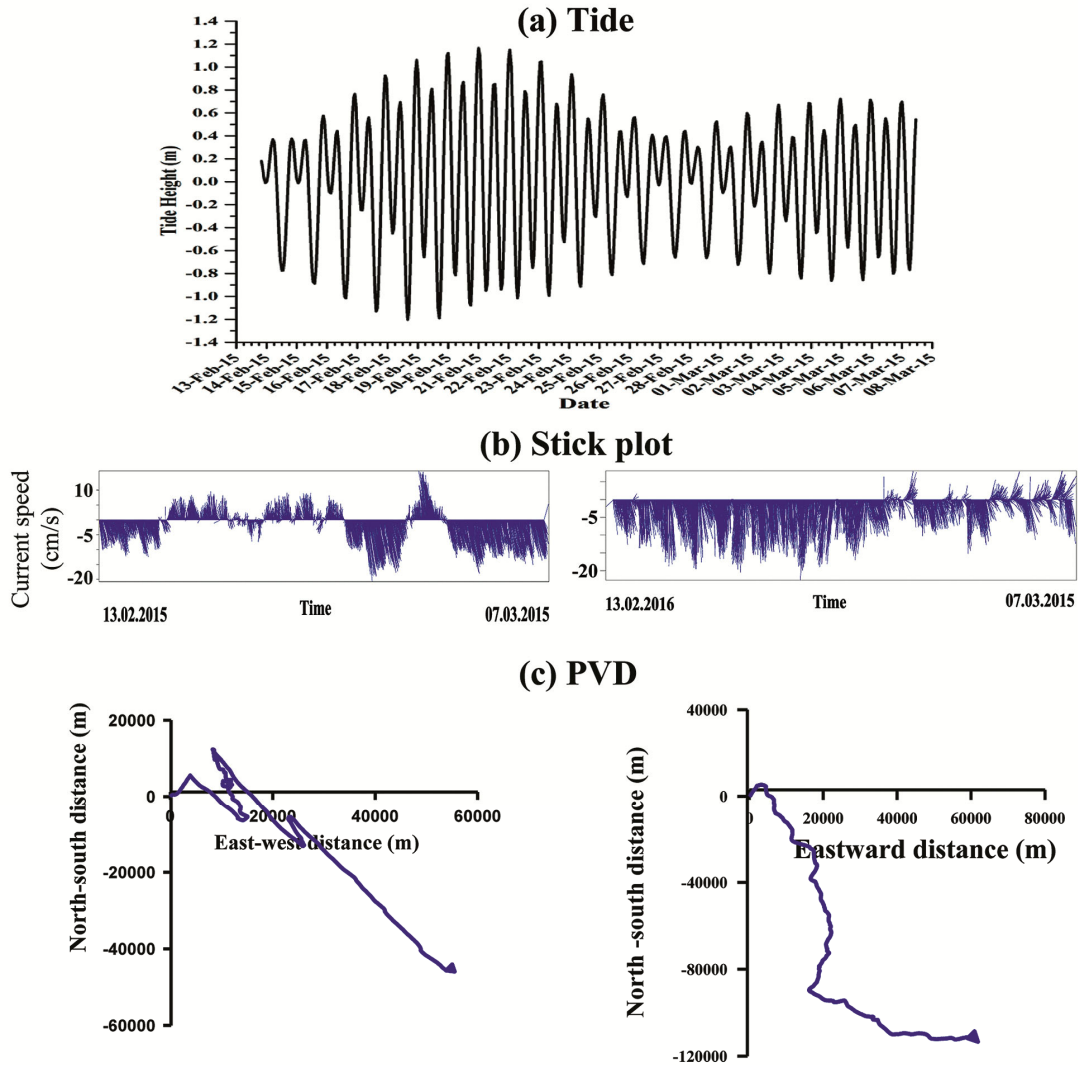 (a) Tide
1.4
1.2
1.0
0.8
0.6
0.4
0.2
0.0
-0.2
-0.4
-0.6
-0.8
-1.0
-1.2
-1.4
Tide Height (m)
13-Feb-15
14-Feb-15
15-Feb-15
16-Feb-15
17-Feb-15
18-Feb-15
19-Feb-15
20-Feb-15
21-Feb-15
22-Feb-15
23-Feb-15
24-Feb-15
25-Feb-15
26-Feb-15
27-Feb-15
28-Feb-15
01-Mar-15
02-Mar-15
03-Mar-15
04-Mar-15
05-Mar-15
06-Mar-15
07-Mar-15
08-Mar-15
Date
(b) Stick plot
Current speed
((cm/s)
10
-5
-20
13.02.2015
Time
07.03.2015
-5
-20
13.02.2016
Time
07.03.2015
(c) PVD
North-south distance (m)
20000
0
-20000
-40000
-60000
0
20000
40000
60000
East-west distance (m)
North -south distance (m)
40000
0
-40000
-80000
-120000
0
20000
40000
60000
80000
Eastward distance (m)